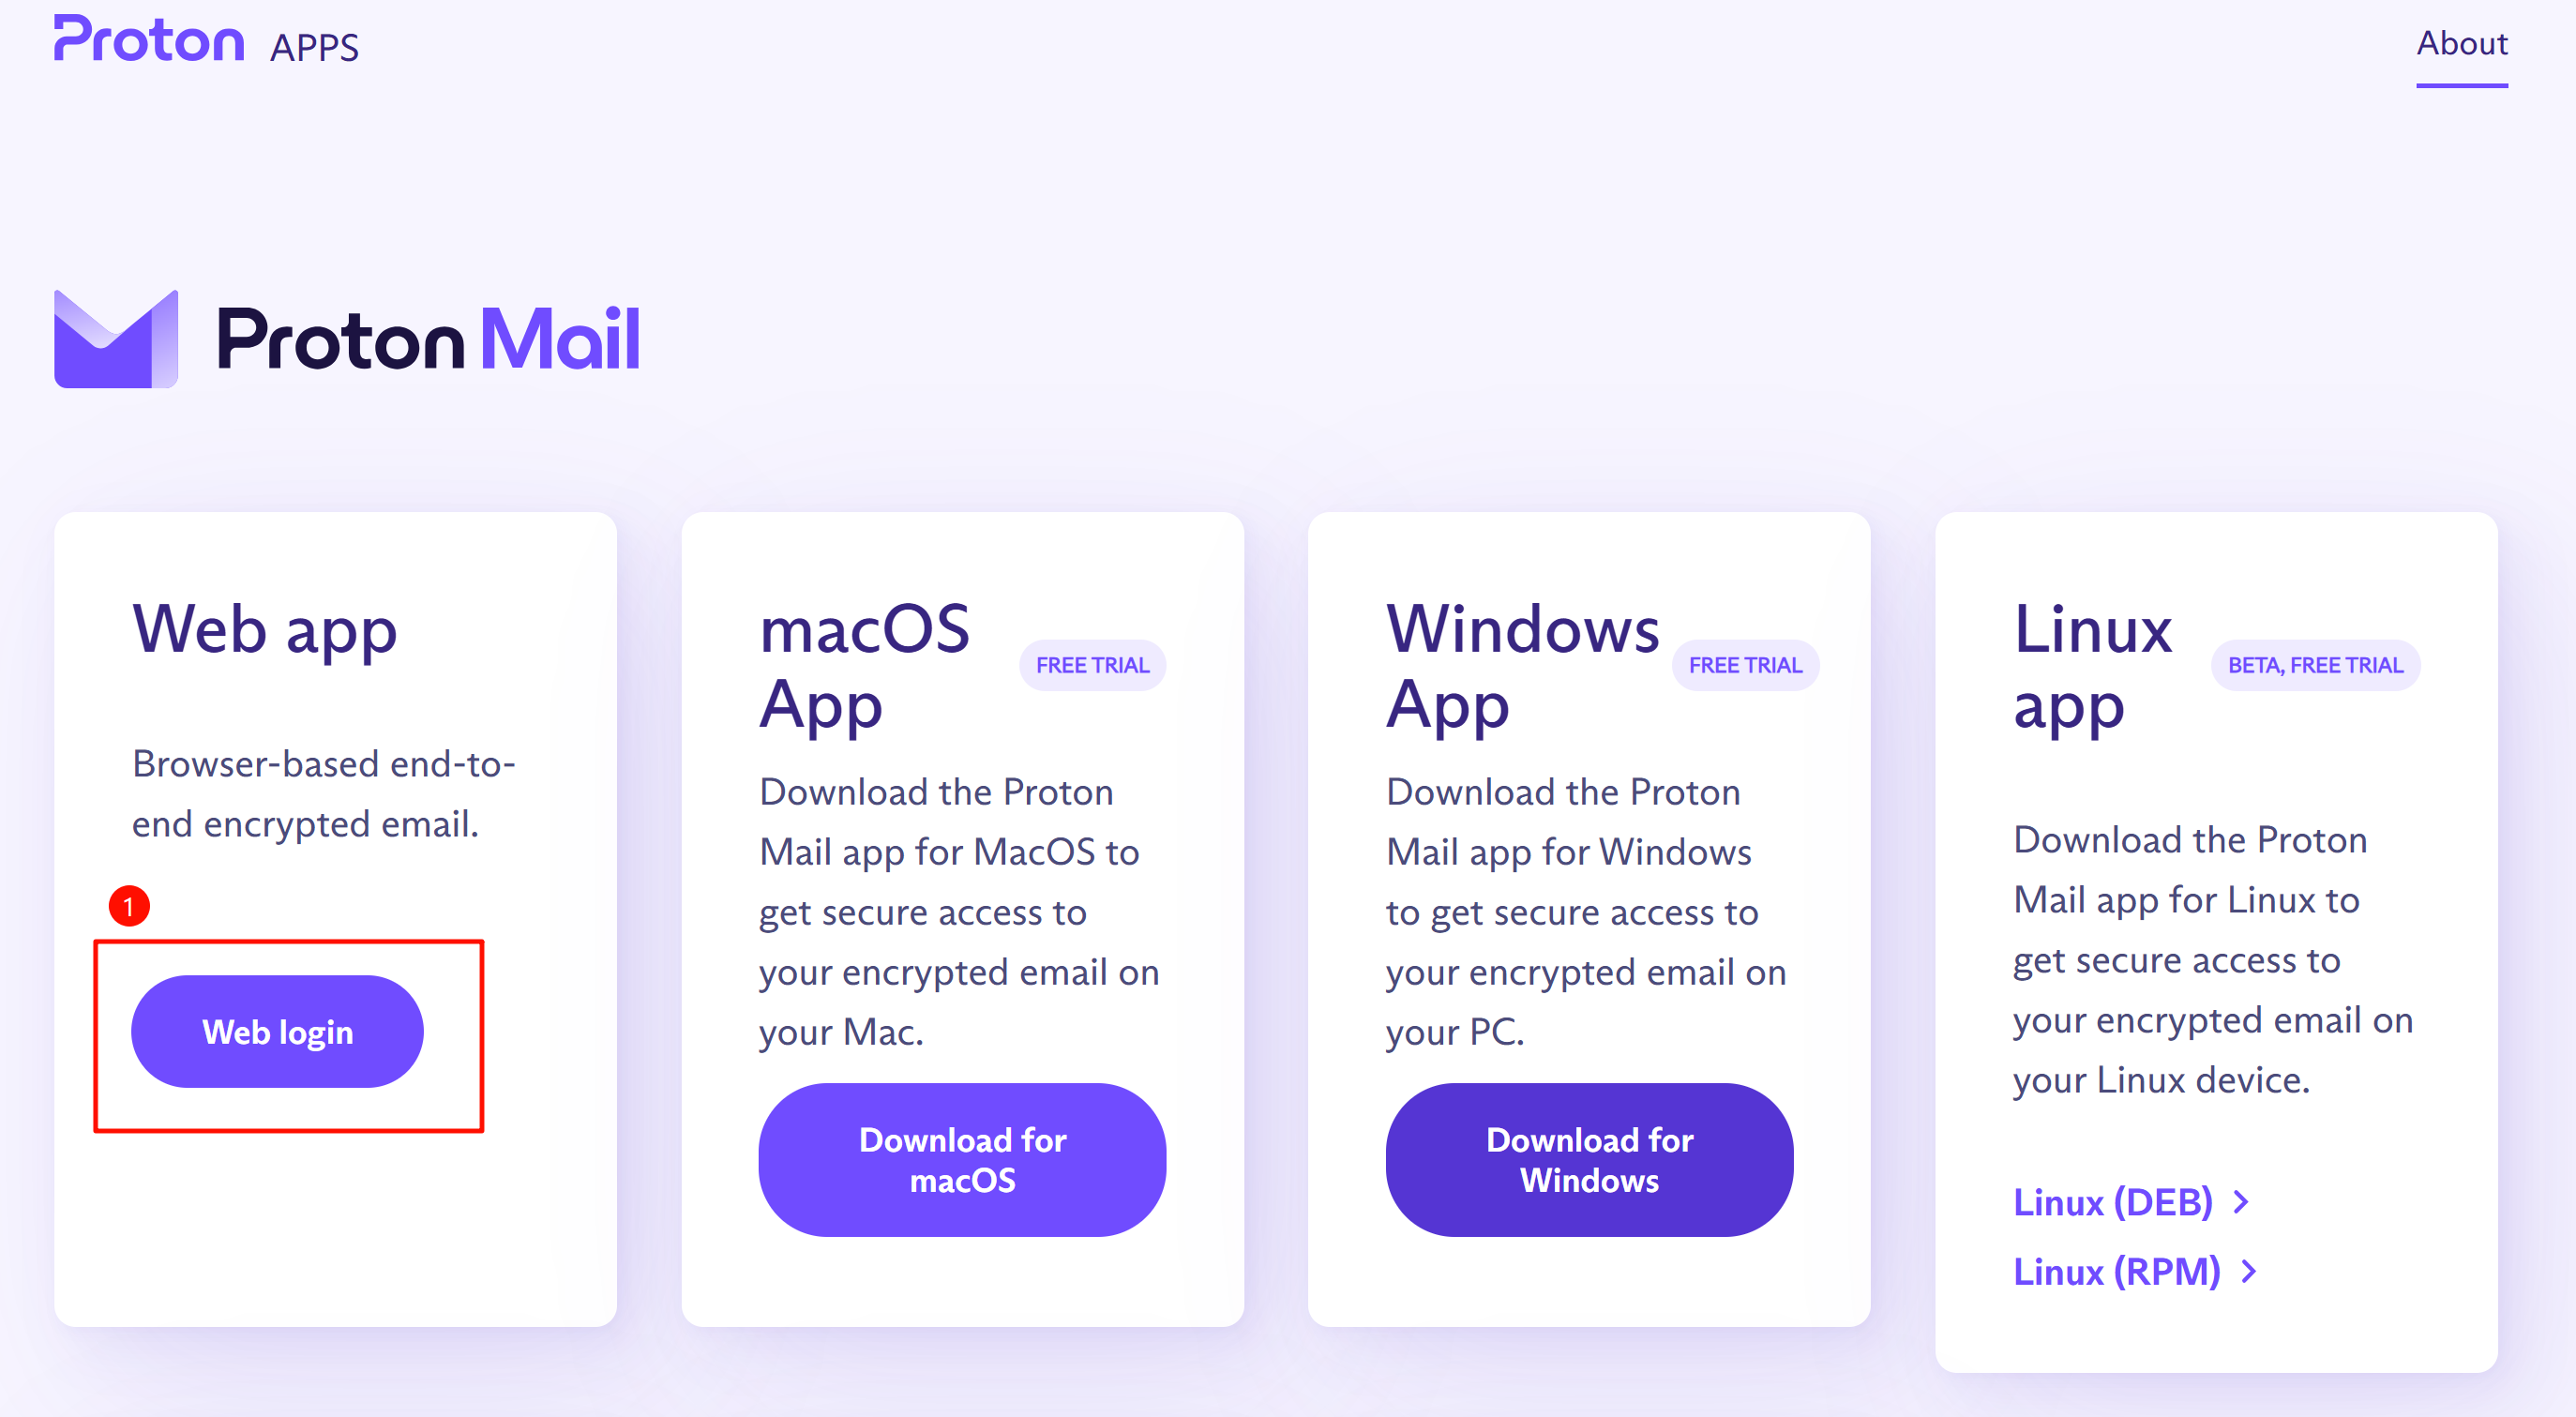 Proton APPS
About
Proton Mail
Web app
Browser-based end-to-
end encrypted email.
1
Web login
macOS
App
FREE TRIAL
Download the Proton
Mail app for MacOS to
get secure access to
your encrypted email on
your Mac.
Download for
macOS
Windows
App
FREE TRIAL
Download the Proton
Mail app for Windows
to get secure access to
your encrypted email on
your PC.
Download for
Windows
Linux
app
BETA, FREE TRIAL
Download the Proton
Mail app for Linux to
get secure access to
your encrypted email on
your Linux device.
Linux (DEB)
Linux (RPM)